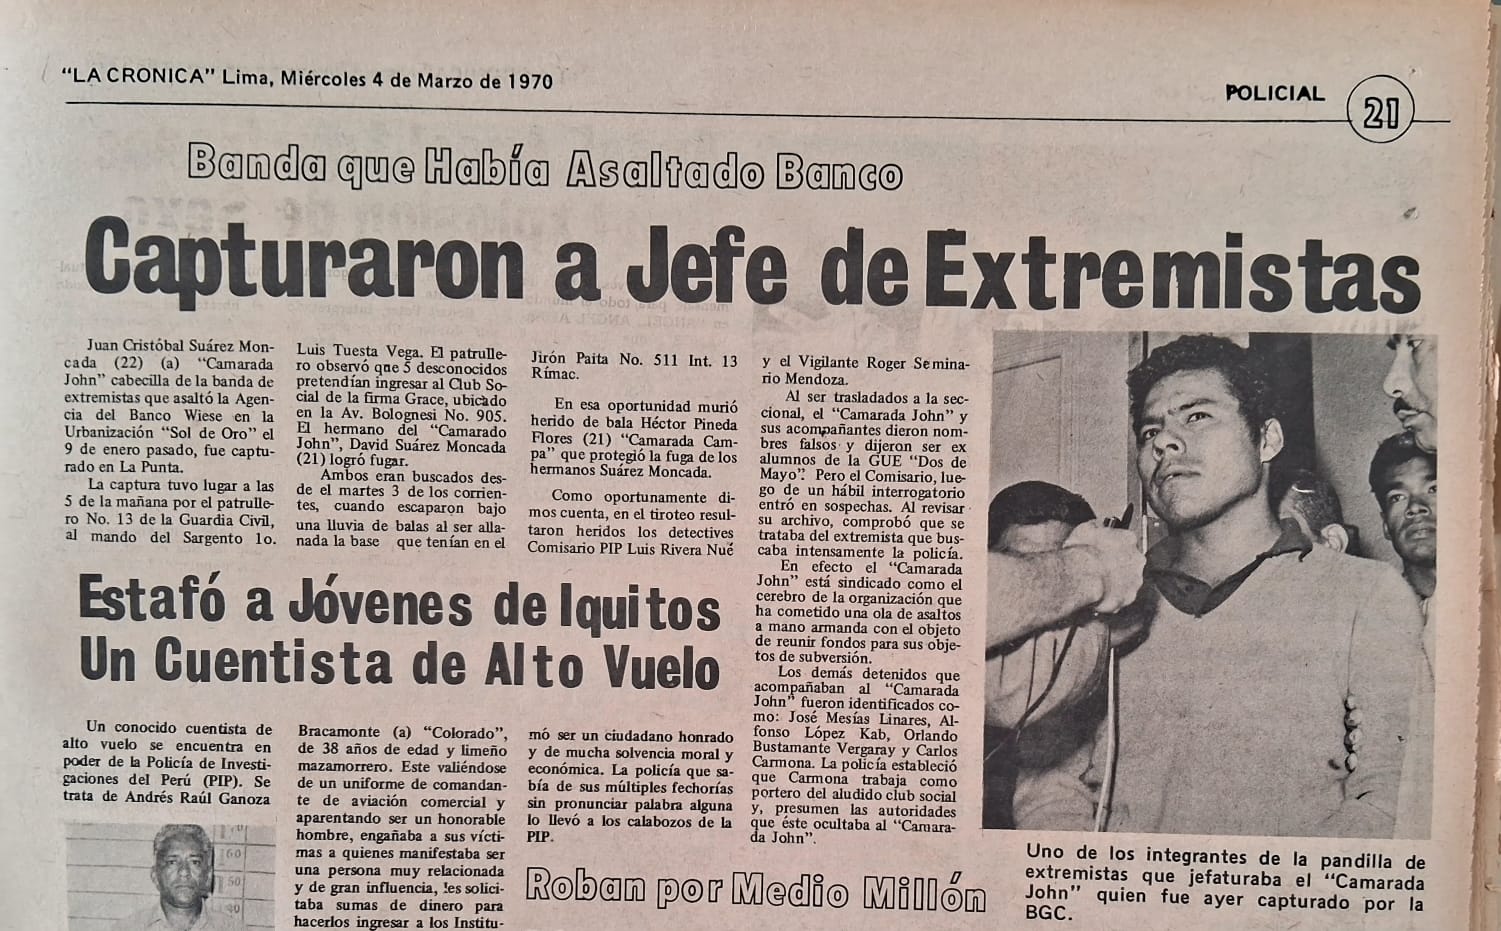 "LA CRONICA" Lima, Miércoles 4 de Marzo de 1970
POLICIAL
21
Banda que Había Asaltado Banco
Capturaron a Jefe de Extremistas
Juan Cristóbal Suárez Mon-
cada (22) (a) "Camarada
John" cabecilla de la banda de
extremistas que asaltó la Agen-
cia del Banco Wiese en la
Urbanización "Sol de Oro" el
9 de enero pasado, fue captu-
rado en La Punta.
La captura tuvo lugar a las
5 de la mañana por el patrulle-
ro No. 13 de la Guardia Civil,
al mando del Sargento 1o.
Luis Tuesta Vega. El patrulle-
ro observó que 5 desconocidos
pretendían ingresar al Club So-
cial de la firma Grace, ubicado
en la Av. Bolognesi No. 905.
El hermano del "Camarado
John", David Suárez Moncada
(21) logró fugar.
Ambos eran buscados des-
de el martes 3 de los corrien-
tes, cuando escaparon bajo
una lluvia de balas al ser alla-
nada la base que tenían en el
Jirón Paita No. 511 Int. 13
Rímac.
En esa oportunidad murió
herido de bala Héctor Pineda
Flores (21) "Camarada Cam-
pa" que protegió la fuga de los
hermanos Suárez Moncada.
Como oportunamente di-
mos cuenta, en el tiroteo resul-
taron heridos los detectives
Comisario PIP Luis Rivera Nué
y el Vigilante Roger Semina-
rio Mendoza.
Al ser trasladados a la sec-
cional, el "Camarada John" y
sus acompañantes dieron nom-
bres falsos y dijeron ser ex
alumnos de la GUE "Dos de
Mayo". Pero el Comisario, lue-
go de un hábil interrogatorio
entró en sospechas. Al revisar
su archivo, comprobó que se
trataba del extremista que bus-
caba intensamente la policía.
En efecto el "Camarada
John" está sindicado como el
cerebro de la organización que
ha cometido una ola de asaltos
a mano armanda con el objeto
de reunir fondos para sus obje-
tos de subversión.
Los demás detenidos que
acompañaban al "Camarada
John" fueron identificados co-
mo: José Mesías Linares, Al-
fonso López Kab, Orlando
Bustamante Vergaray y Carlos
Carmona. La policía estableció
que Carmona trabaja como
portero del aludido club social
y, presumen las autoridades
que éste ocultaba al "Camara-
da John".
Uno de los integrantes de la pandilla de
extremistas que jefaturaba el "Camarada
John" quien fue ayer capturado por la
BGC.
Estafó a Jóvenes de Iquitos
Un Cuentista de Alto Vuelo
Un conocido cuentista de
alto vuelo se encuentra en
poder de la Policía de Investi-
gaciones del Perú (PIP). Se
trata de Andrés Raúl Ganoza
160
50
40
Bracamonte (a) "Colorado",
de 38 años de edad y limeño
mazamorrero. Este valiéndose
de un uniforme de comandan-
te de aviación comercial y
aparentando ser un honorable
hombre, engañaba a sus vícti-
mas a quienes manifestaba ser
una persona muy relacionada
y de gran influencia, les solici-
taba sumas de dinero para
hacerlos ingresar a los Institu-
mó ser un ciudadano honrado
y de mucha solvencia moral y
económica. La policía que sa-
bía de sus múltiples fechorías
sin pronunciar palabra alguna
lo llevó a los calabozos de la
PIP.
Roban por Medio Millón